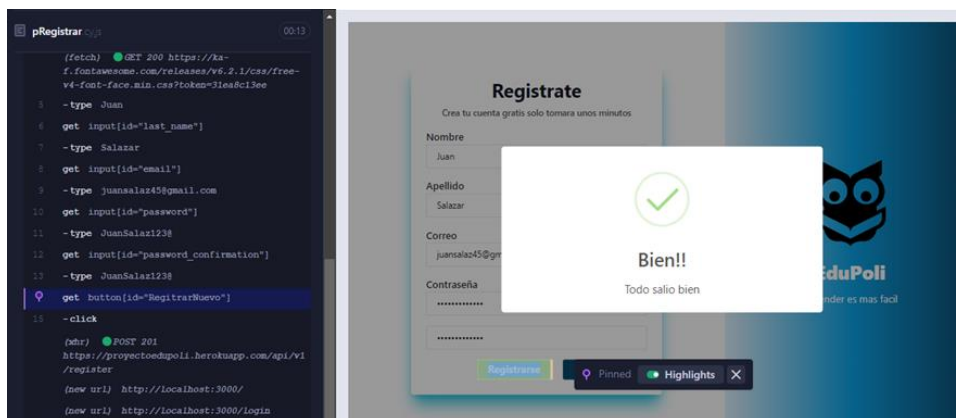 pRegistrar cy.js
00:13
(fetch) GET 200 https://ka-
f.fontawesome.com/releases/v6.2.1/css/free-
v4-font-face.min.css?token=31ea8c13ee
5 -type Juan
6 get input[id="last_name"]
7 -type Salazar
8 get input[id="email"]
9 -type juansalaz45@gmail.com
10 get input[id="password"]
11 -type JuanSalaz123@
12 get input[id="password_confirmation"]
13 -type JuanSalaz123@
get button[id="RegitrarNuevo"]
15 -click
(xhr) POST 201
https://proyectoedupoli.herokuapp.com/api/v1
/register
(new url) http://localhost:3000/
(new url) http://localhost:3000/login
Registrate
Crea tu cuenta gratis solo tomara unos minutos
Nombre
Juan
Apellido
Salazar
Correo
juansalaz45@gm
Contraseña
Registrarse
Bien!!
Todo salio bien
EduPoli
nder es mas facil
Pinned
Highlights